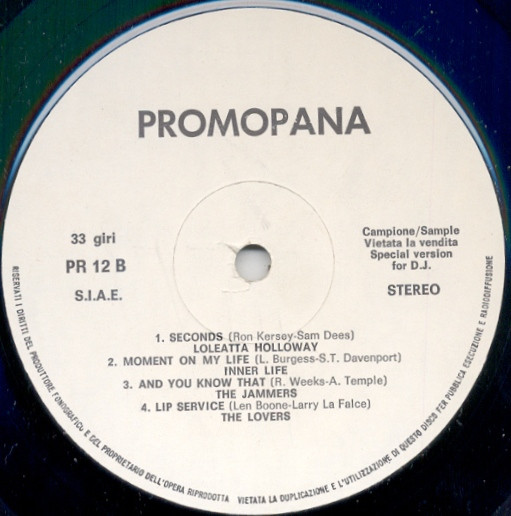 PROMOPANA
33 giri
PR 12 B
S.I.A.E.
Campione/Sample
Vietata la vendita
Special version
for D.J.
STEREO
1. SECONDS (Ron Kersey-Sam Dees)
LOLEATTA HOLLOWAY
2. MOMENT ON MY LIFE (L. Burgess-S.T. Davenport)
INNER LIFE
3. AND YOU KNOW THAT (R. Weeks-A. Temple)
THE JAMMERS
4. LIP SERVICE (Len Boone-Larry La Falce)
THE LOVERS
RISERVATI I DIRITTI DEL PRODUTTORE FONOGRAFICO E DEL PROPRIETARIO DELL'OPERA RIPRODOTTA VIETATA LA DUPLICAZIONE E L'UTILIZZAZIONE DI QUESTO DISCO PER PUBBLICA ESECUZIONE E RADIODIFFUSIONE